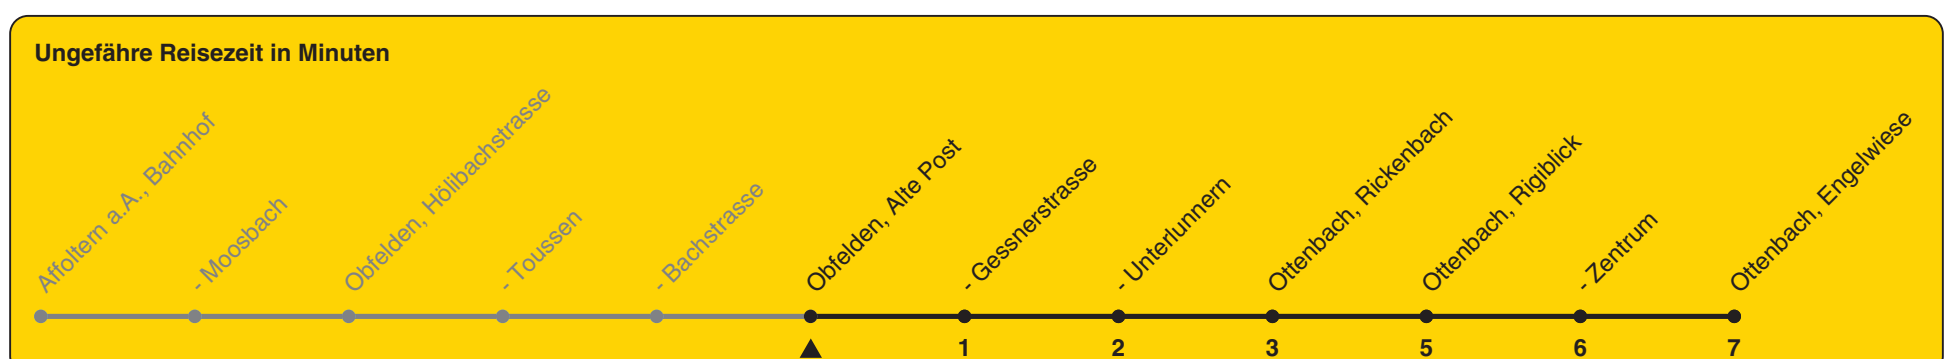 Ungefähre Reisezeit in Minuten
Affoltern a.A., Bahnhof
- Moosbach
Obfelden, Hölibachstrasse
- Toussen
- Bachstrasse
Obfelden, Alte Post
- Gessnerstrasse
- Unterlunnern
Ottenbach, Rickenbach
Ottenbach, Rigiblick
- Zentrum
Ottenbach, Engelwiese
1 2 3 5 6 7